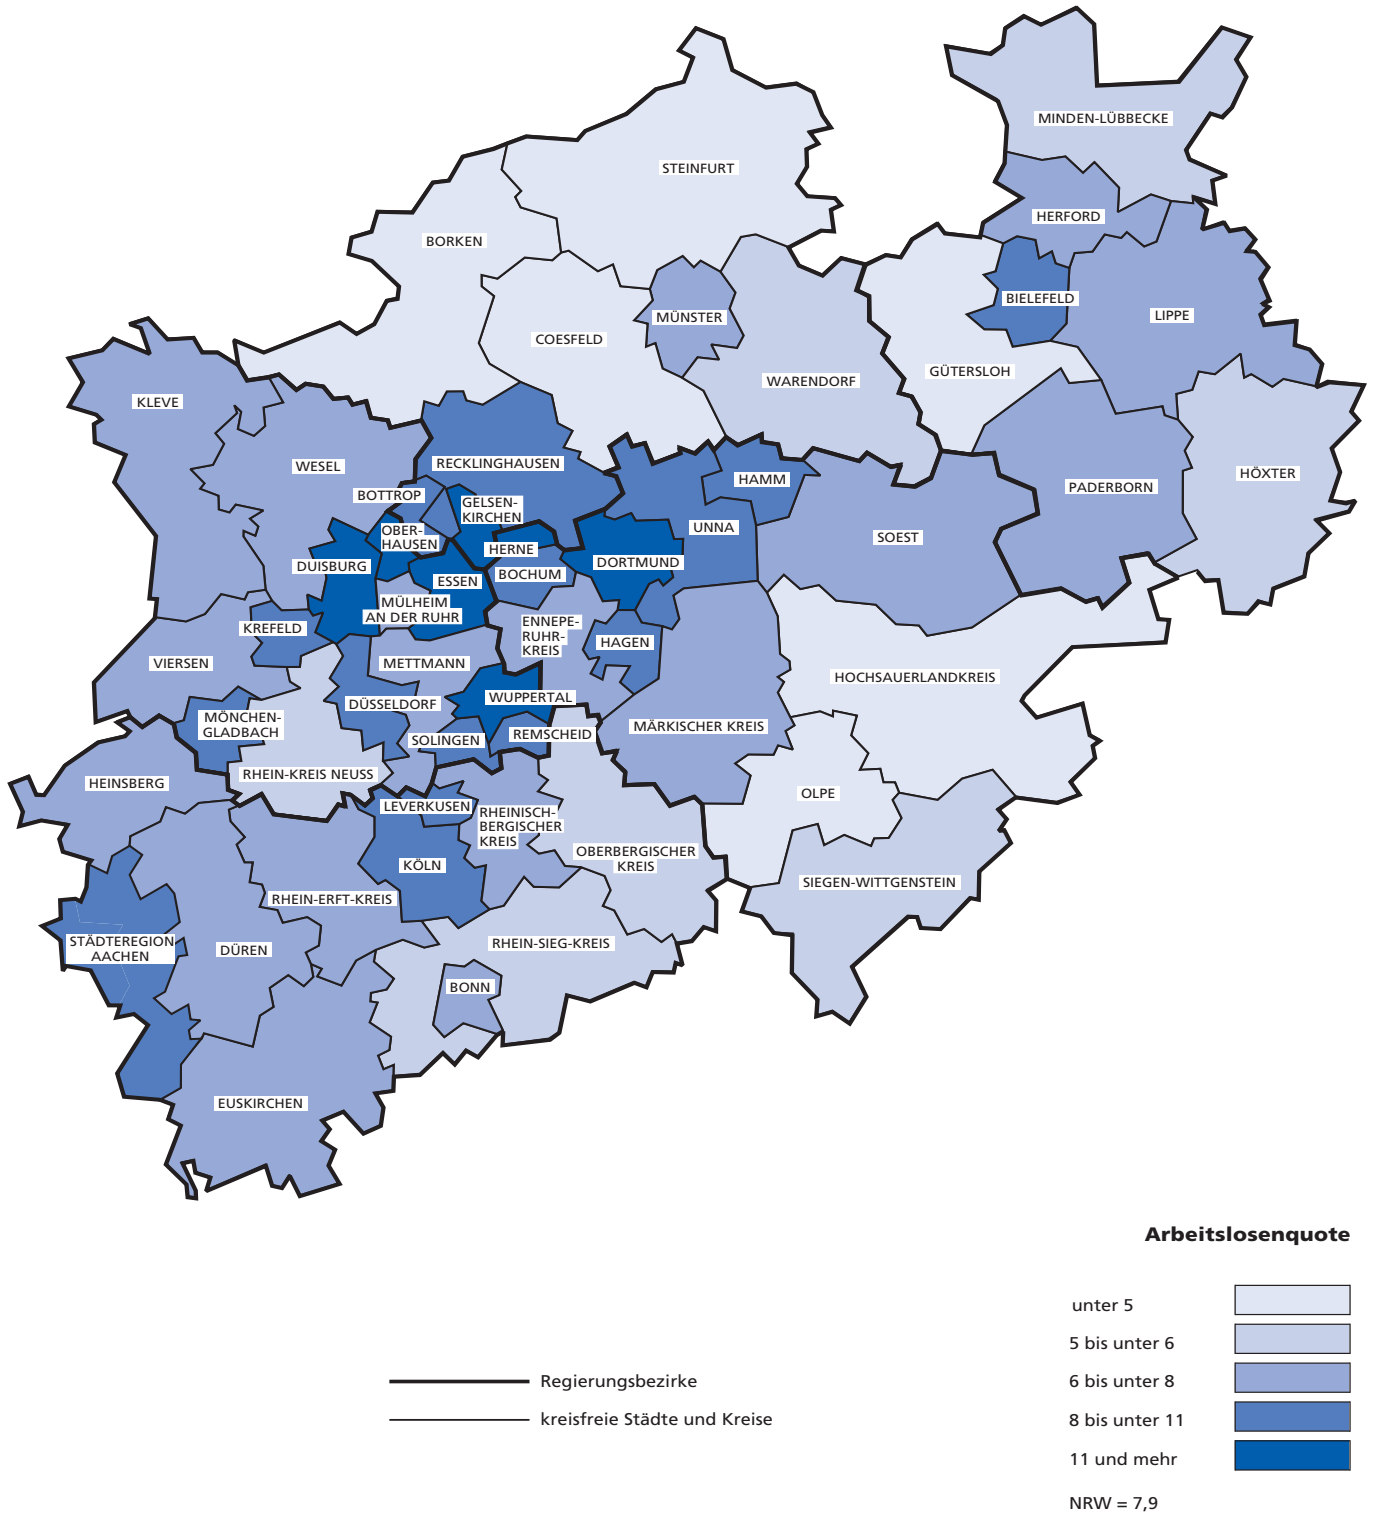 MINDEN-LÜBBECKE
STEINFURT
HERFORD
BORKEN
BIELEFELD
LIPPE
MÜNSTER
COESFELD
GÜTERSLOH
WARENDORF
KLEVE
RECKLINGHAUSEN
WESEL
HÖXTER
HAMM
PADERBORN
BOTTROP
GELSEN-
KIRCHEN
UNNA
OBER-
HAUSEN
SOEST
HERNE
DORTMUND
DUISBURG
BOCHUM
ESSEN
MÜLHEIM
AN DER RUHR
ENNEPE-
RUHR-
KREIS
KREFELD
HAGEN
VIERSEN
METTMANN
HOCHSAUERLANDKREIS
WUPPERTAL
DÜSSELDORF
MÖNCHEN-
GLADBACH
MÄRKISCHER KREIS
REMSCHEID
SOLINGEN
RHEIN-KREIS NEUSS
HEINSBERG
OLPE
LEVERKUSEN
RHEINISCH-
BERGISCHER
KREIS
OBERBERGISCHER
KREIS
KÖLN
SIEGEN-WITTGENSTEIN
RHEIN-ERFT-KREIS
STÄDTEREGION
AACHEN
DÜREN
RHEIN-SIEG-KREIS
BONN
EUSKIRCHEN
Arbeitslosenquote
unter 5
5 bis unter 6
6 bis unter 8
8 bis unter 11
11 und mehr
NRW = 7,9
Regierungsbezirke
kreisfreie Städte und Kreise